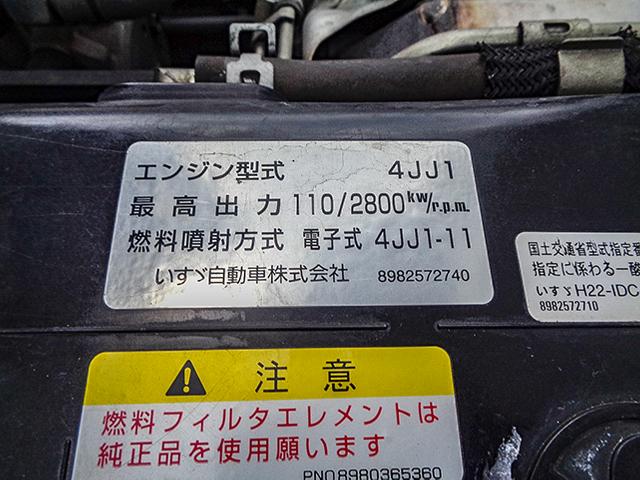 エンジン型式 4JJ1
最高出力 110/2800kw/r.p.m.
燃料噴射方式 電子式 4JJ1-11
いすゞ自動車株式会社 8982572740
国土交通省型式指定番
指定に係わる一酸
いすゞH22-IDC
8982572710
注意
燃料フィルタエレメントは
純正品を使用願います
PNO8980365360